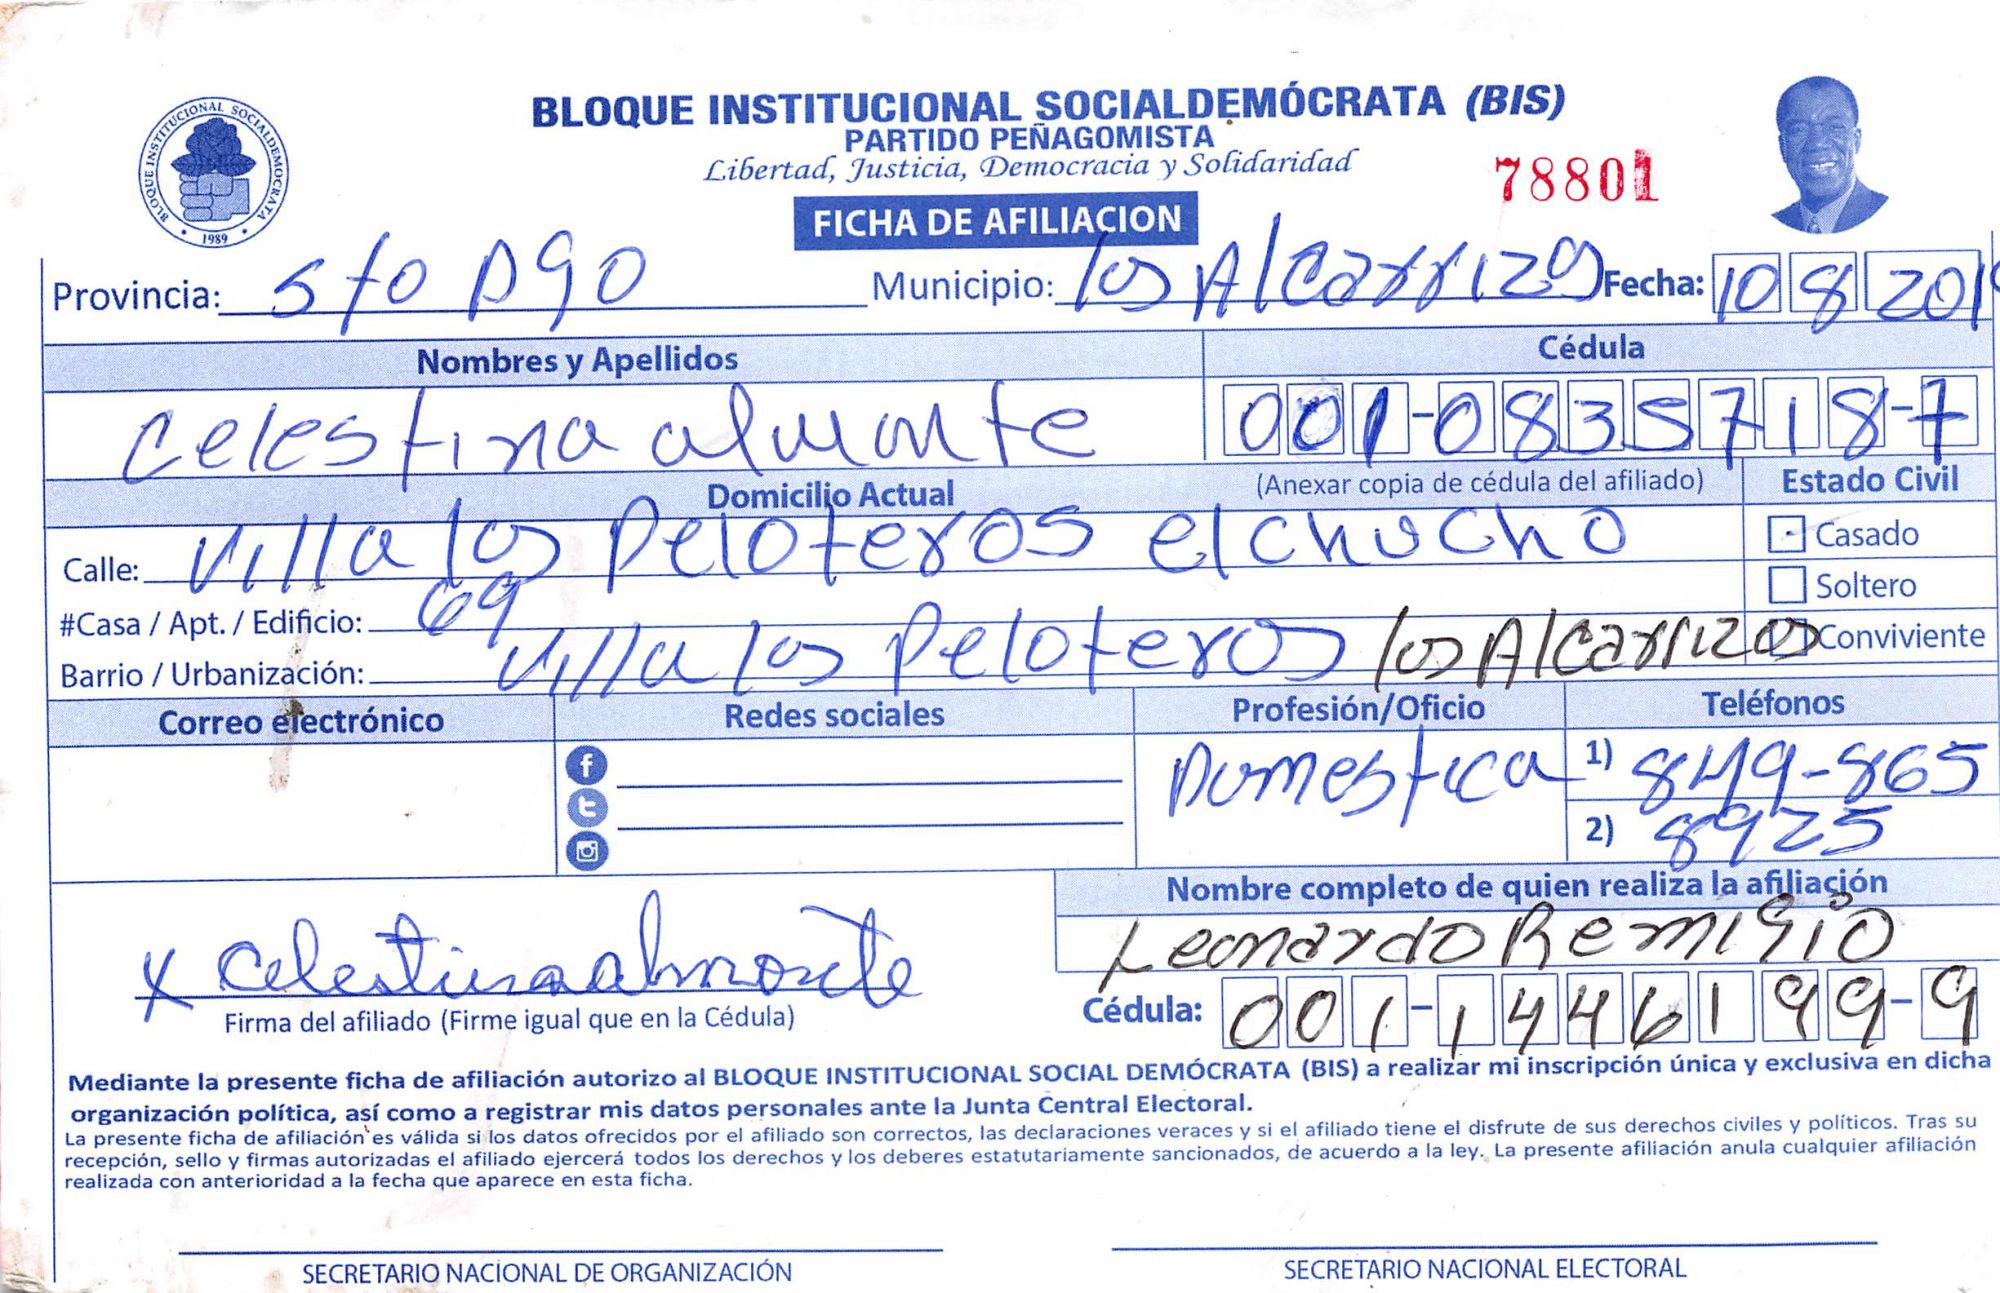 BLOQUE INSTITUCIONAL SOCIALDEMÓCRATA (BIS)
PARTIDO PEÑAGOMISTA
Libertad, Justicia, Democracia y Solidaridad
78801
BLOQUE INSTITUCIONAL SOCIALDEMOCRATA
1989
FICHA DE AFILIACION
Provincia: Sto Dgo Municipio: los Alcarrizos Fecha: 10 8 201
Nombres y Apellidos Cédula
Celestina almonte 001-0835718-7
Domicilio Actual (Anexar copia de cédula del afiliado) Estado Civil
Calle: Villa los Peloteros el chucho Casado
#Casa / Apt. / Edificio: 69 Soltero
Barrio / Urbanización: Villa los Peloteros los Alcarrizos Conviviente
Correo electrónico Redes sociales Profesión/Oficio Teléfonos
Domestica 1) 849-865
2) 8925
Nombre completo de quien realiza la afiliación
Leonardo Remigio
X Celestina almonte
Firma del afiliado (Firme igual que en la Cédula) Cédula: 001-1446199-9
Mediante la presente ficha de afiliación autorizo al BLOQUE INSTITUCIONAL SOCIAL DEMÓCRATA (BIS) a realizar mi inscripción única y exclusiva en dicha
organización política, así como a registrar mis datos personales ante la Junta Central Electoral.
La presente ficha de afiliación es válida si los datos ofrecidos por el afiliado son correctos, las declaraciones veraces y si el afiliado tiene el disfrute de sus derechos civiles y políticos. Tras su
recepción, sello y firmas autorizadas el afiliado ejercerá todos los derechos y los deberes estatutariamente sancionados, de acuerdo a la ley. La presente afiliación anula cualquier afiliación
realizada con anterioridad a la fecha que aparece en esta ficha.
SECRETARIO NACIONAL DE ORGANIZACIÓN SECRETARIO NACIONAL ELECTORAL